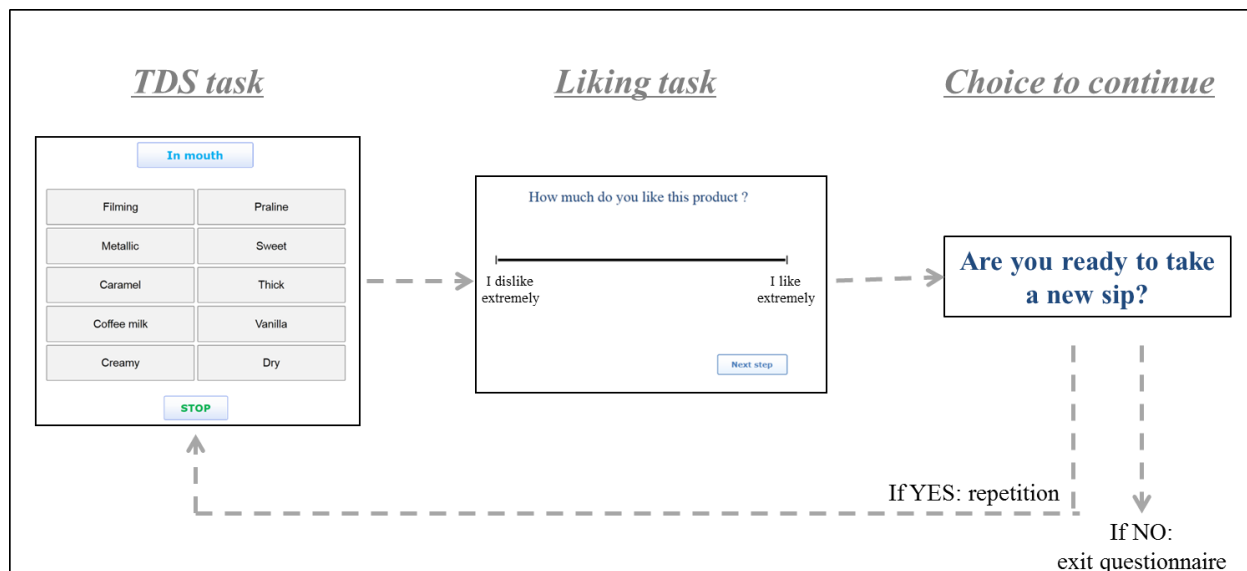 TDS task
Liking task
Choice to continue
In mouth
Filming
Praline
Metallic
Sweet
Caramel
Thick
Coffee milk
Vanilla
Creamy
Dry
STOP
How much do you like this product ?
I dislike
extremely
I like
extremely
Next step
Are you ready to take
a new sip?
If YES: repetition
If NO:
exit questionnaire